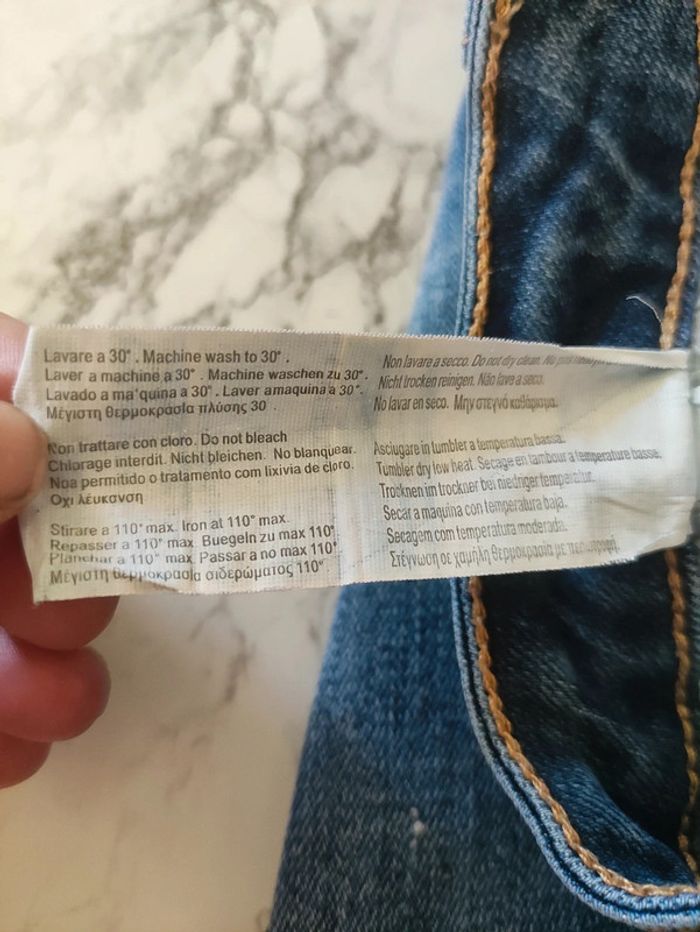 Lavare a 30° . Machine wash to 30° .
Laver a machine a 30° . Machine waschen zu 30°.
Lavado a ma'quina a 30° . Laver amaquina a 30°.
Μέγιστη θερμοκρασία πλύσης 30
Non trattare con cloro. Do not bleach
Chlorage interdit. Nicht bleichen. No blanquear.
Noa permitido o tratamento com lixivia de cloro.
Οχι λέυκανση
Stirare a 110° max. Iron at 110° max.
Repasser a 110° max Buegeln zu max 110°
Planchar a 110° max Passar a no max 110°
Μέγιστη θερμοκρασία σιδερώματος 110°
Non lavare a secco. Do not dry clean.
Nicht trocken reinigen. Não lave a seco.
No lavar en seco. Μην στεγνό καθάρισμα.
Asciugare in tumbler a temperatura bassa.
Tumbler dry low heat. Secage en tambour a température basse.
Trocknen im trockner bei niedriger temperatur.
Secar a maquina con temperatura baja.
Secagem com temperatura moderada.
Στέγνωση σε χαμήλη θερμοκρασία με